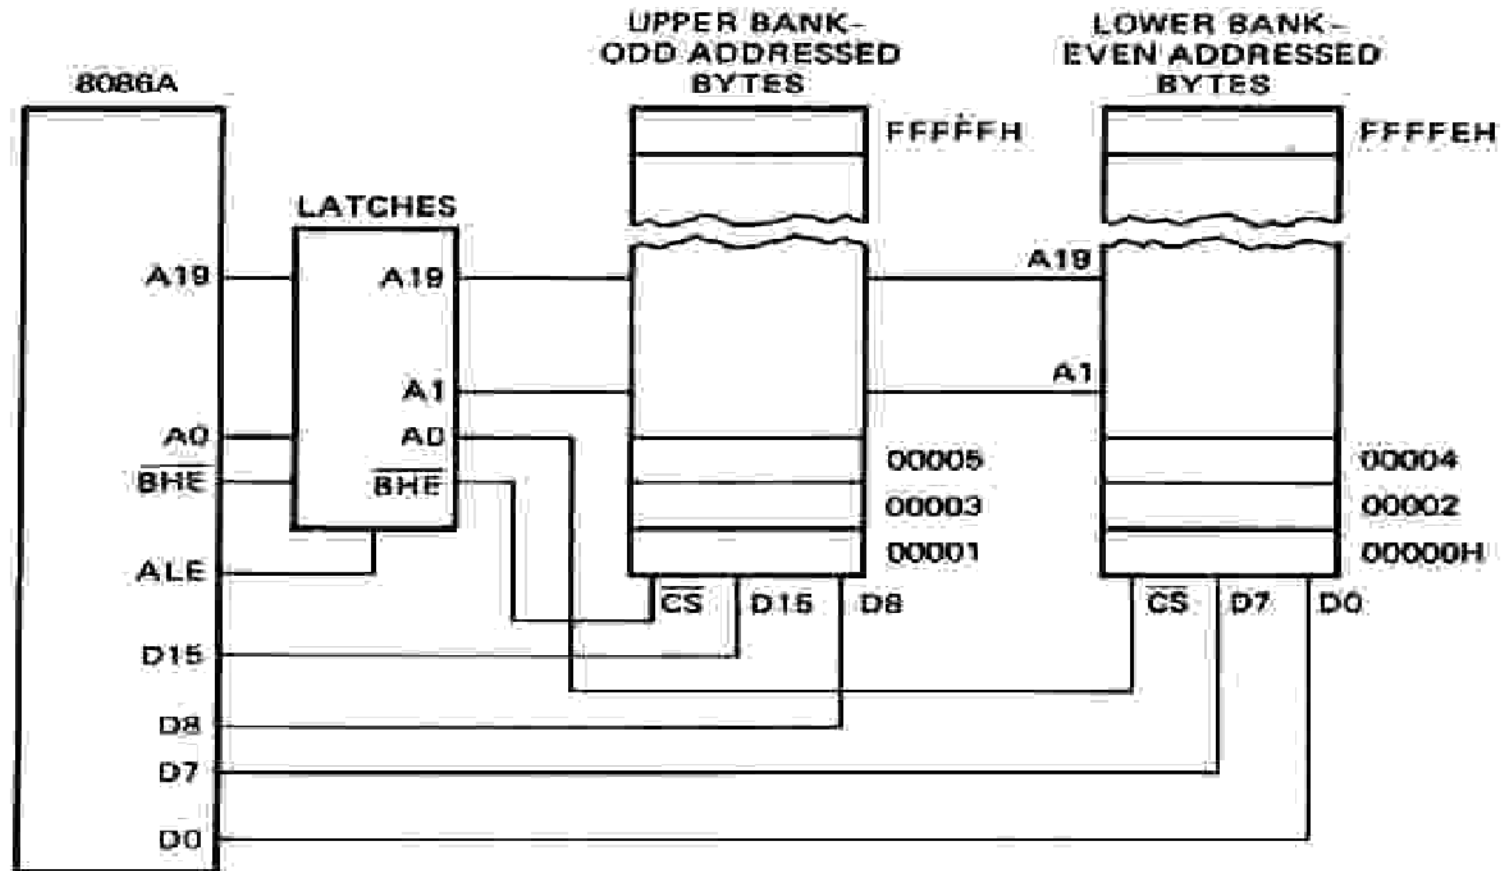 UPPER BANK–
ODD ADDRESSED
BYTES
LOWER BANK–
EVEN ADDRESSED
BYTES
8086A
FFFFFH
FFFFEH
LATCHES
A19
A19
A19
A1
A1
A0
A0
BHE
BHE
00005
00004
00003
00002
00001
00000H
ALE
CS
D15
D8
CS
D7
D0
D15
D8
D7
D0